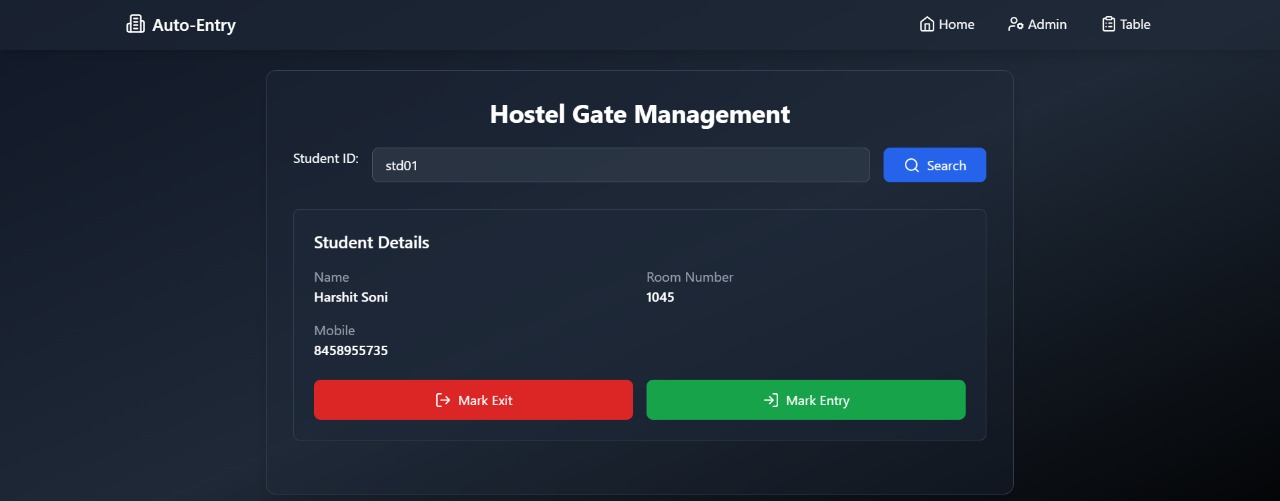 Auto-Entry
Home Admin Table
Hostel Gate Management
Student ID: std01 Search
Student Details
Name Room Number
Harshit Soni 1045
Mobile
8458955735
Mark Exit Mark Entry